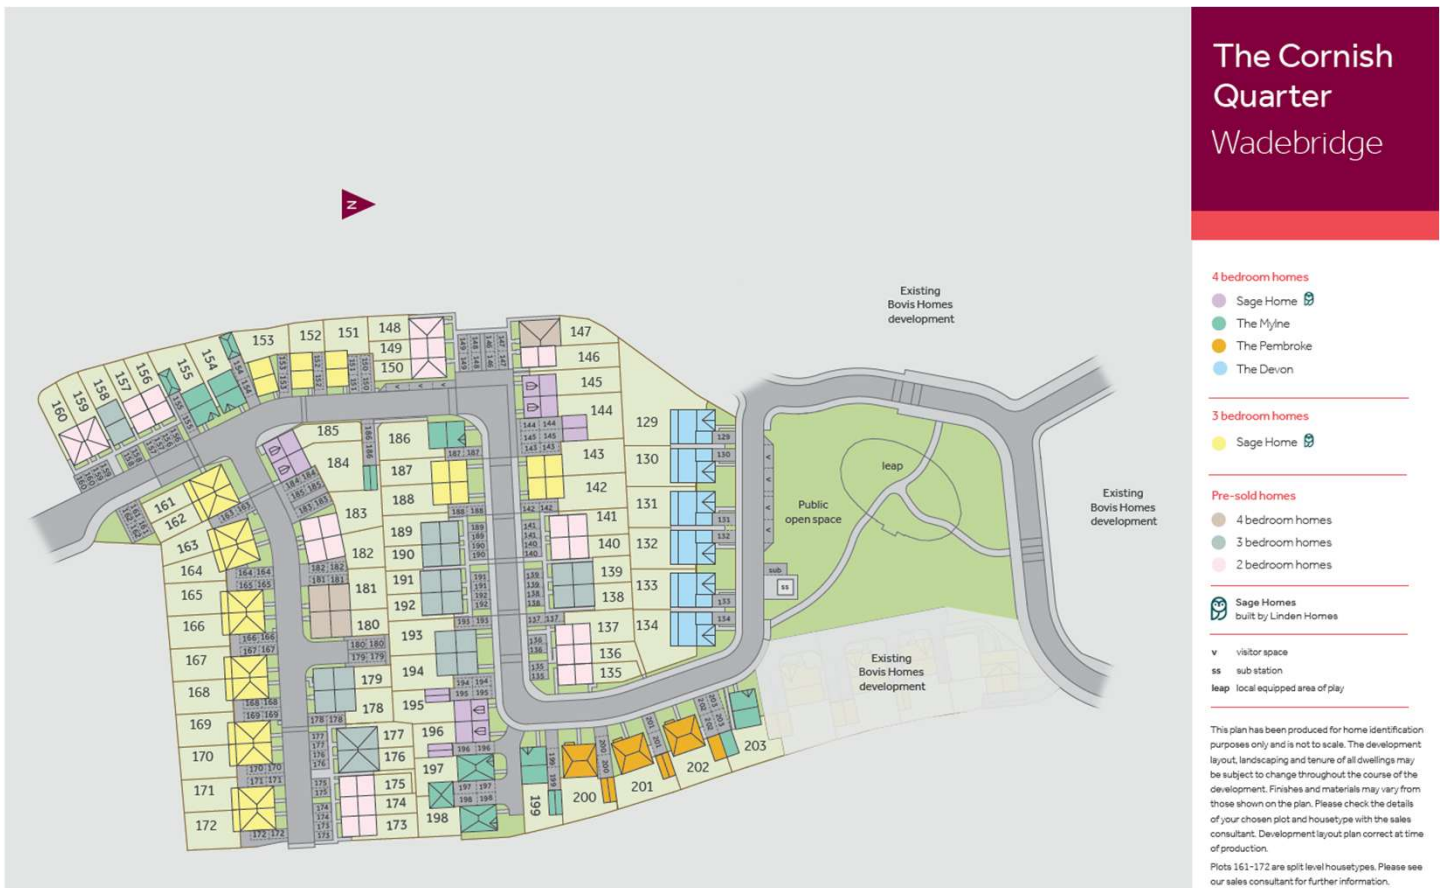 The Cornish
Quarter
Wadebridge
4 bedroom homes
Sage Home
The Mylne
The Pembroke
The Devon
3 bedroom homes
Sage Home
Pre-sold homes
4 bedroom homes
3 bedroom homes
2 bedroom homes
Sage Homes
built by Linden Homes
v visitor space
ss sub station
leap local equipped area of play
This plan has been produced for home identification
purposes only and is not to scale. The development
layout, landscaping and tenure of all dwellings may
be subject to change throughout the course of the
development. Finishes and materials may vary from
those shown on the plan. Please check the details
of your chosen plot and housetype with the sales
consultant. Development layout plan correct at time
of production.
Plots 161-172 are split level housetypes. Please see
our sales consultant for further information.
N
Existing
Bovis Homes
development
Existing
Bovis Homes
development
Existing
Bovis Homes
development
Public
open space
leap
sub
ss
129
130
131
132
133
134
135
136
137
138
139
140
141
142
143
144
145
146
147
148
149
150
151
152
153
154
155
156
157
158
159
160
161
162
163
164
165
166
167
168
169
170
171
172
173
174
175
176
177
178
179
180
181
182
183
184
185
186
187
188
189
190
191
192
193
194
195
196
197
198
199
200
201
202
203